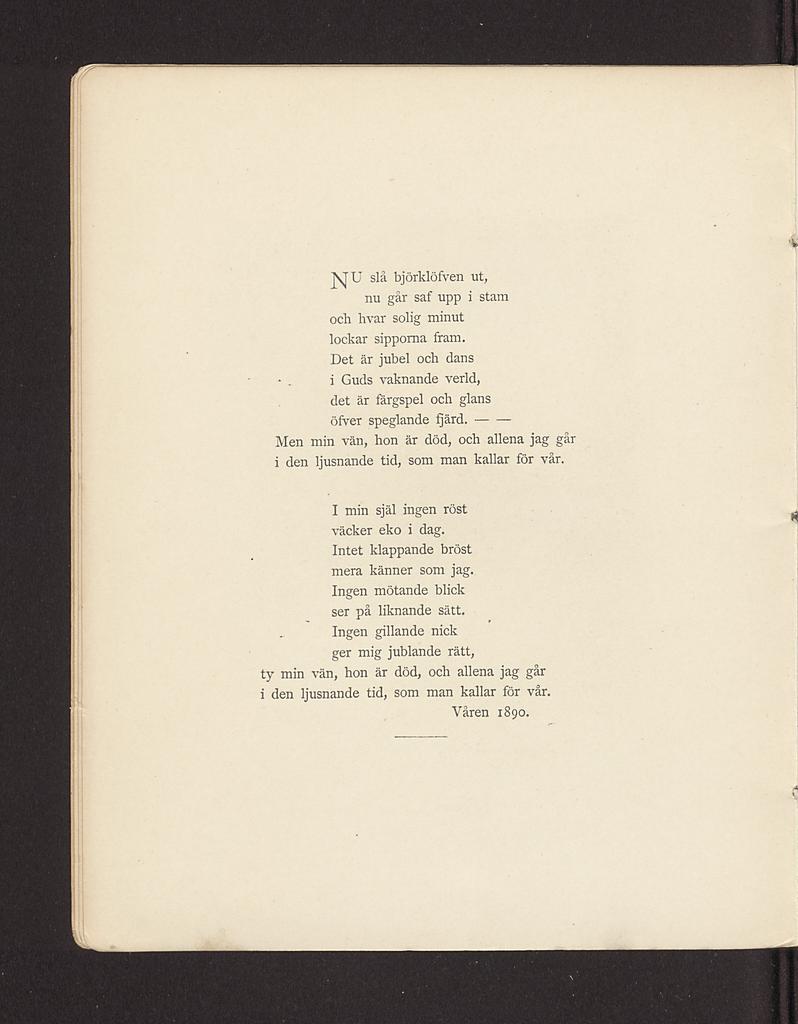 NU slå björklöfven ut,
nu går saf upp i stam
och hvar solig minut
lockar sipporna fram.
Det är jubel och dans
i Guds vaknande verld,
det är färgspel och glans
öfver speglande fjärd. — —
Men min vän, hon är död, och allena jag går
i den ljusnande tid, som man kallar för vår.
I min själ ingen röst
väcker eko i dag.
Intet klappande bröst
mera känner som jag.
Ingen mötande blick
ser på liknande sätt.
Ingen gillande nick
ger mig jublande rätt,
ty min vän, hon är död, och allena jag går
i den ljusnande tid, som man kallar för vår.
Våren 1890.